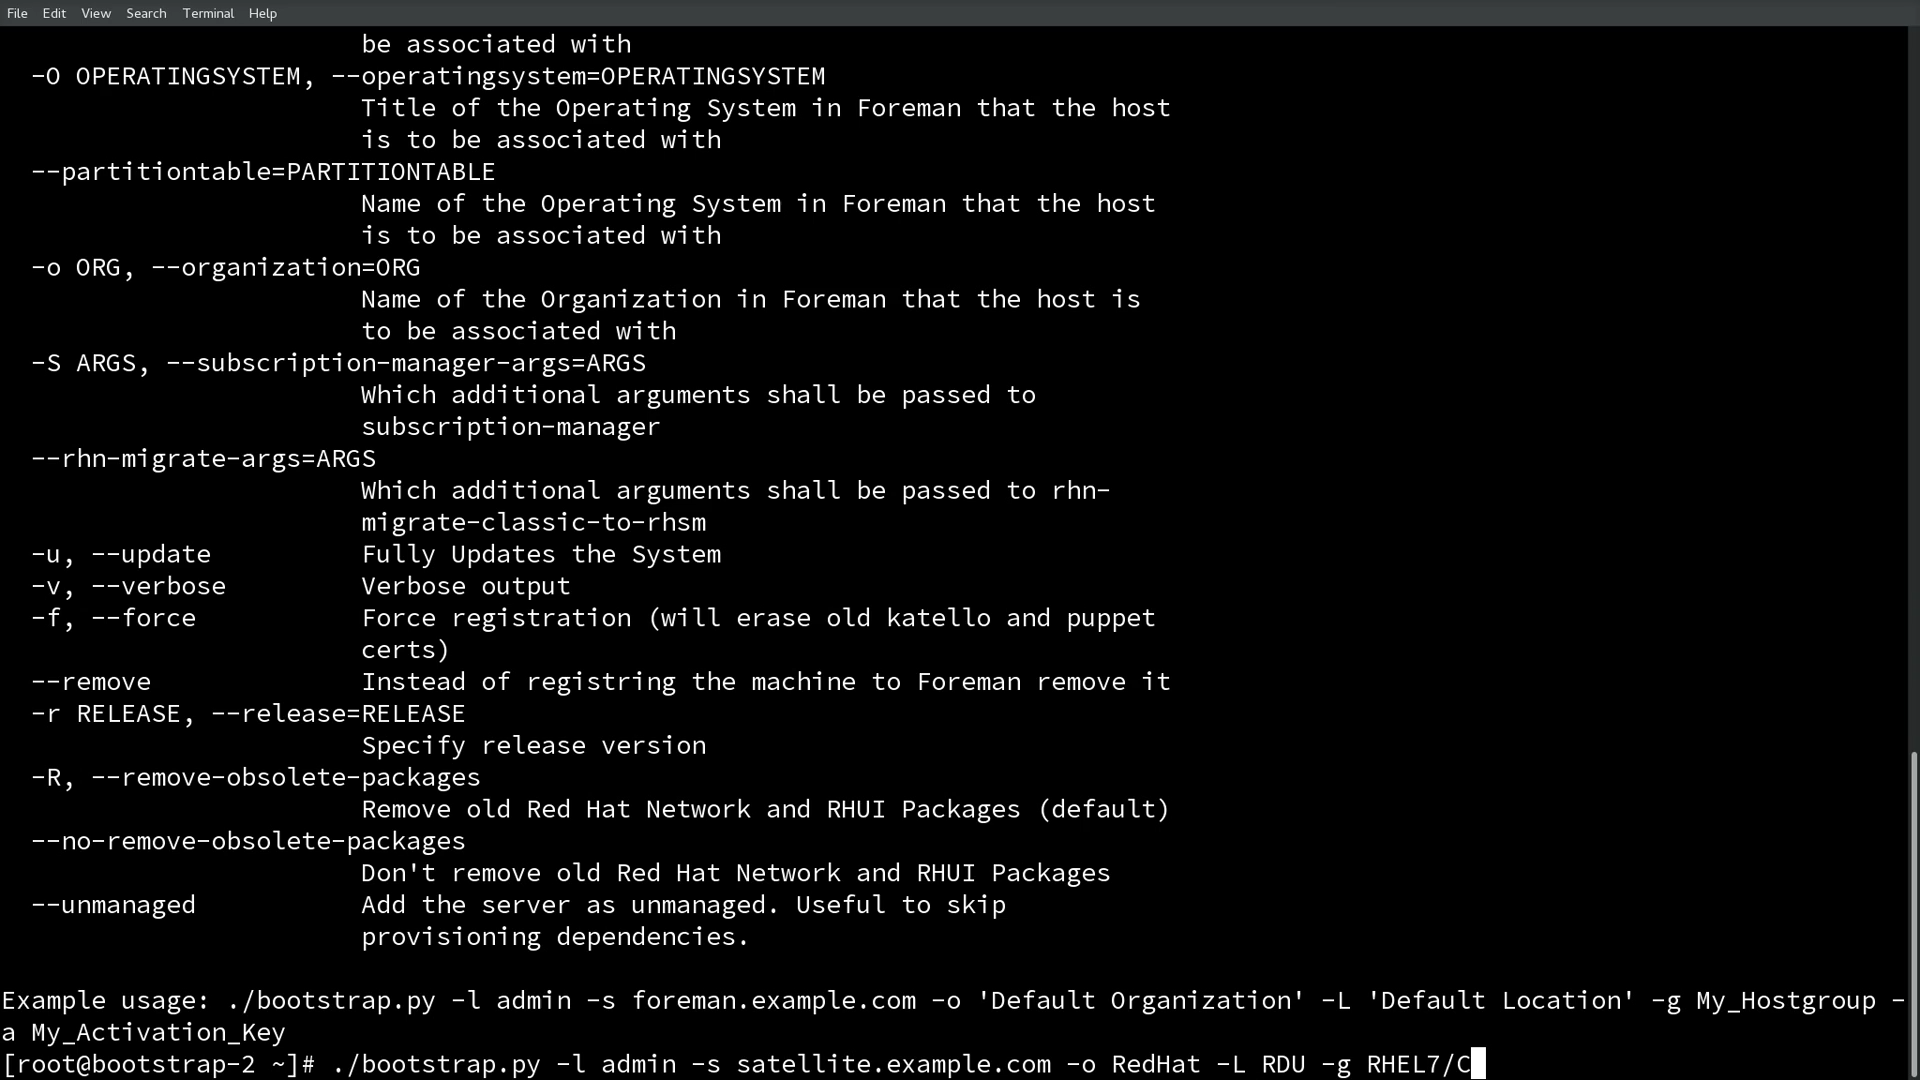 File Edit View Search Terminal Help
be associated with
-O OPERATINGSYSTEM, --operatingsystem=OPERATINGSYSTEM
Title of the Operating System in Foreman that the host
is to be associated with
--partitiontable=PARTITIONTABLE
Name of the Operating System in Foreman that the host
is to be associated with
-o ORG, --organization=ORG
Name of the Organization in Foreman that the host is
to be associated with
-S ARGS, --subscription-manager-args=ARGS
Which additional arguments shall be passed to
subscription-manager
--rhn-migrate-args=ARGS
Which additional arguments shall be passed to rhn-
migrate-classic-to-rhsm
-u, --update Fully Updates the System
-v, --verbose Verbose output
-f, --force Force registration (will erase old katello and puppet
certs)
--remove Instead of registring the machine to Foreman remove it
-r RELEASE, --release=RELEASE
Specify release version
-R, --remove-obsolete-packages
Remove old Red Hat Network and RHUI Packages (default)
--no-remove-obsolete-packages
Don't remove old Red Hat Network and RHUI Packages
--unmanaged Add the server as unmanaged. Useful to skip
provisioning dependencies.
Example usage: ./bootstrap.py -l admin -s foreman.example.com -o 'Default Organization' -L 'Default Location' -g My_Hostgroup -
a My_Activation_Key
[root@bootstrap-2 ~]# ./bootstrap.py -l admin -s satellite.example.com -o RedHat -L RDU -g RHEL7/C